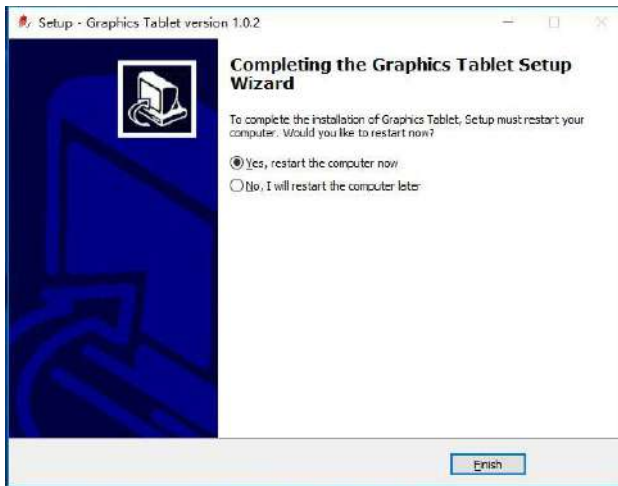 Setup - Graphics Tablet version 1.0.2
Completing the Graphics Tablet Setup
Wizard
To complete the installation of Graphics Tablet, Setup must restart your
computer. Would you like to restart now?
Yes, restart the computer now
No, I will restart the computer later
Finish